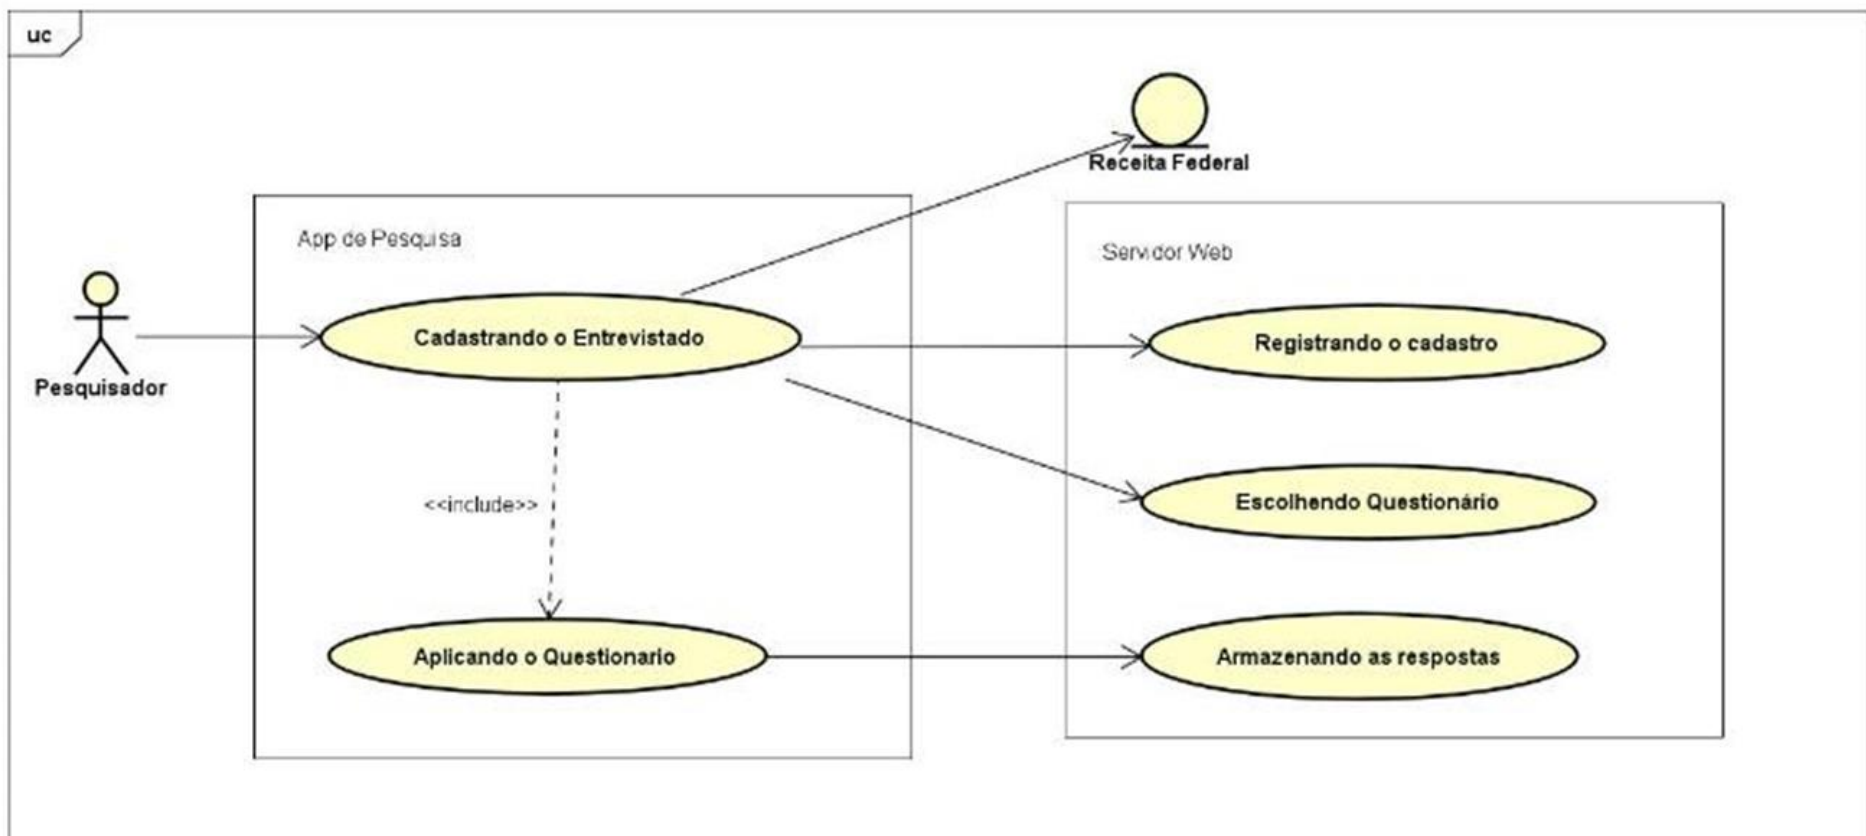 uc
Receita Federal
App de Pesquisa
Servidor Web
Cadastrando o Entrevistado
Registrando o cadastro
Pesquisador
Escolhendo Questionário
<<include>>
Aplicando o Questionario
Armazenando as respostas